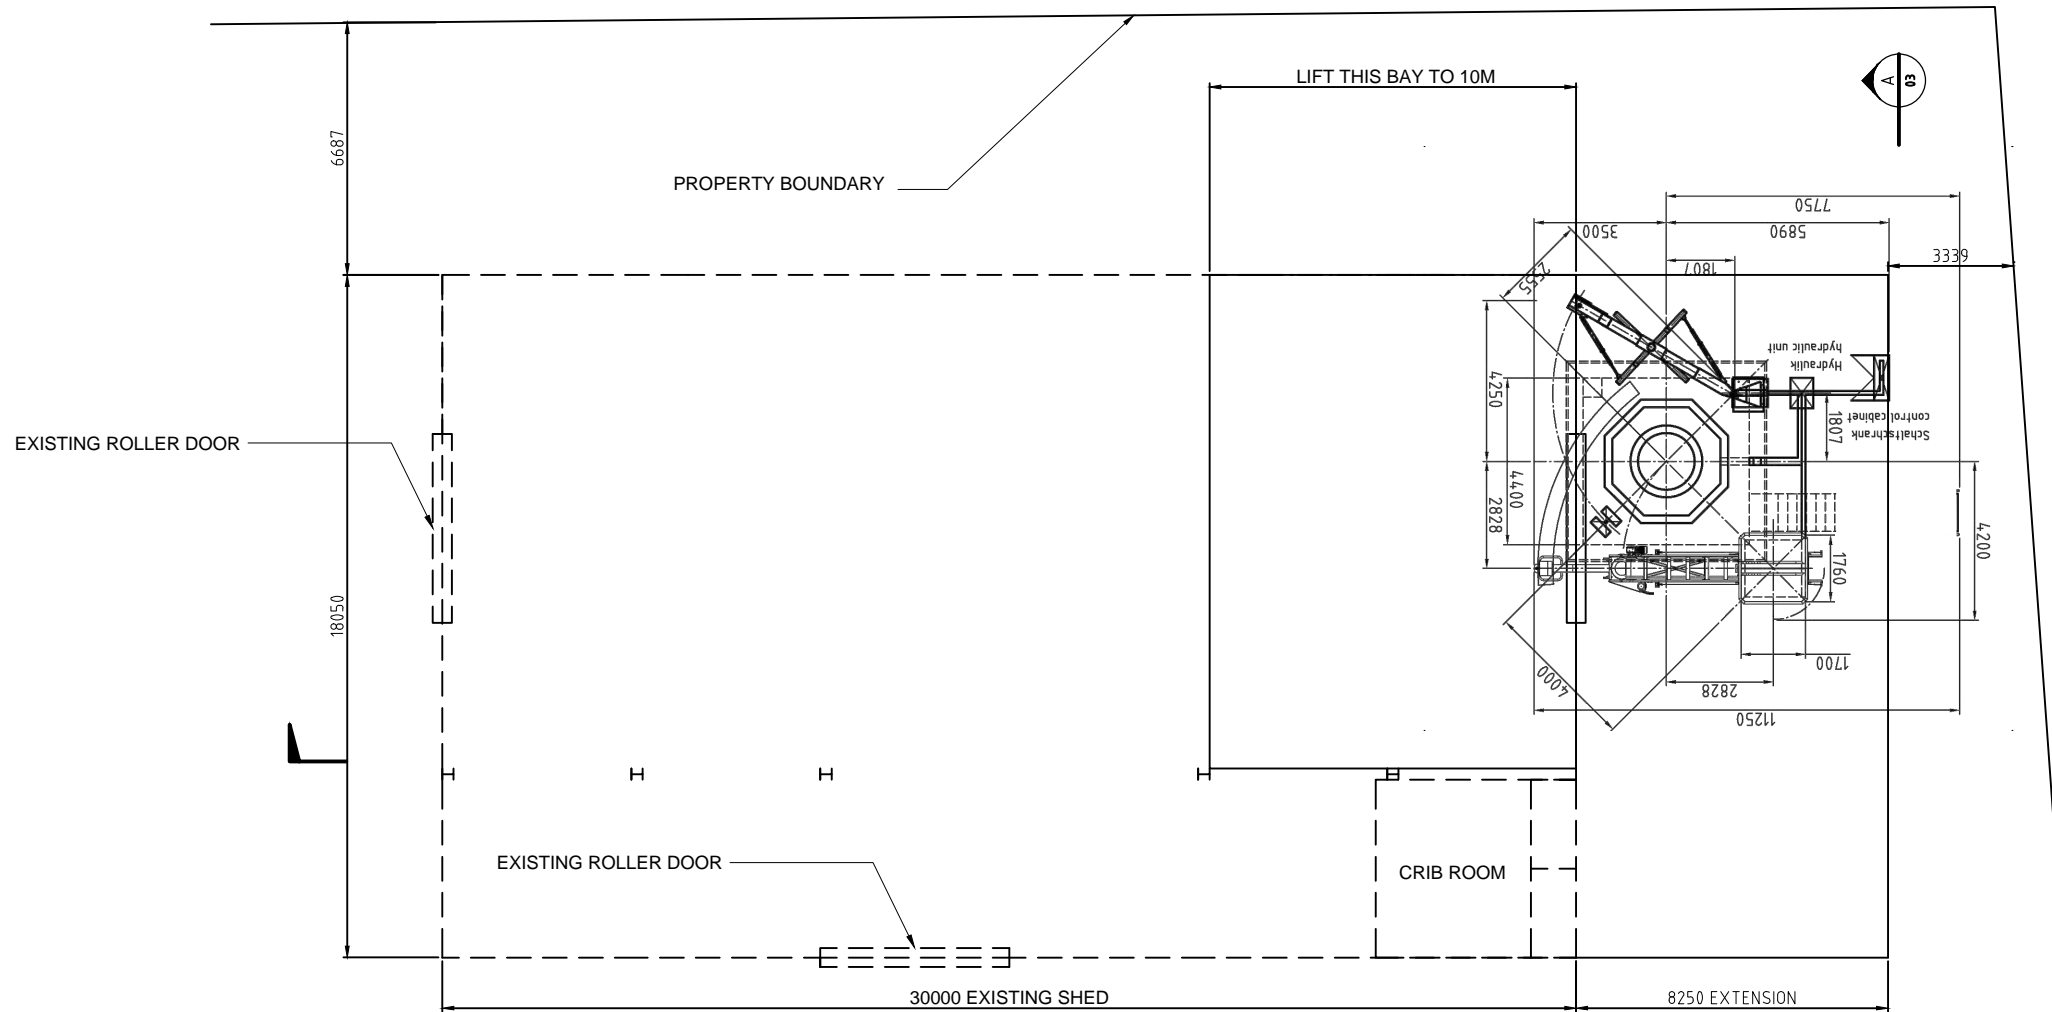 LIFT THIS BAY TO 10M
A
03
6687
PROPERTY BOUNDARY
7750
3500
5890
3339
1807
2555
Hydraulik
hydraulic unit
4250
Schaltschrank
control cabinet
1807
EXISTING ROLLER DOOR
4400
2828
4200
1760
18050
1700
4000
2828
11250
EXISTING ROLLER DOOR
CRIB ROOM
30000 EXISTING SHED
8250 EXTENSION